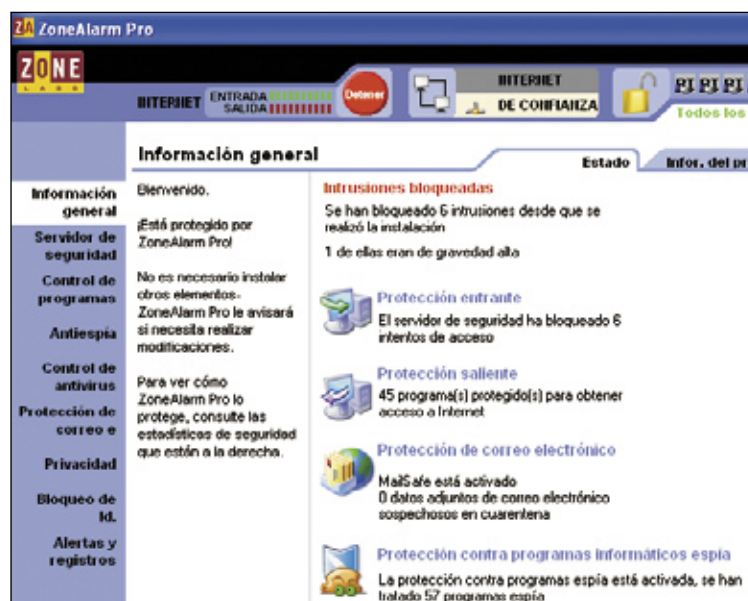 ZA ZoneAlarm Pro
ZONE
LABS
INTERNET
ENTRADA
SALIDA
Detener
INTERNET
DE CONFIANZA
Todos los
Información general
Estado
Infor. del pr
Información general
Servidor de seguridad
Control de programas
Antiespía
Control de antivirus
Protección de correo e
Privacidad
Bloqueo de Id.
Alertas y registros
Bienvenido.
¡Está protegido por
ZoneAlarm Pro!
No es necesario instalar
otros elementos-
ZoneAlarm Pro le avisará
si necesita realizar
modificaciones.
Para ver cómo
ZoneAlarm Pro lo
protege, consulte las
estadísticas de seguridad
que están a la derecha.
Intrusiones bloqueadas
Se han bloqueado 6 intrusiones desde que se
realizó la instalación
1 de ellas eran de gravedad alta
Protección entrante
El servidor de seguridad ha bloqueado 6
intentos de acceso
Protección saliente
45 programa(s) protegido(s) para obtener
acceso a Internet
Protección de correo electrónico
MailSafe está activado
0 datos adjuntos de correo electrónico
sospechosos en cuarentena
Protección contra programas informáticos espía
La protección contra programas espía está activada, se han
tratado 57 programas espía